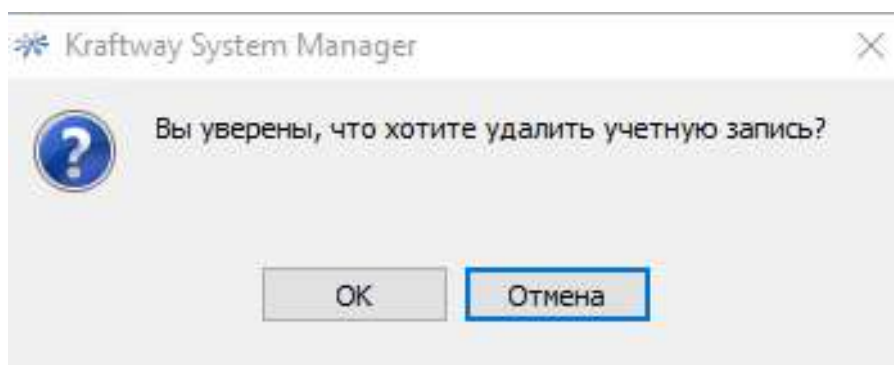 Kraftway System Manager
Вы уверены, что хотите удалить учетную запись?
OK
Отмена